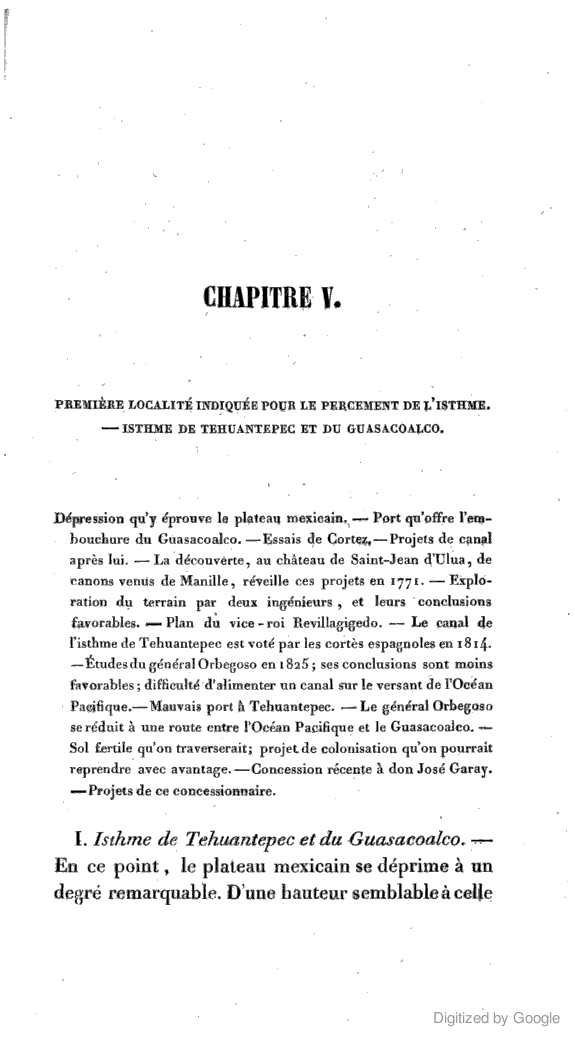 CHAPITRE V.
PREMIÈRE LOCALITÉ INDIQUÉE POUR LE PERCEMENT DE L'ISTHME.
— ISTHME DE TEHUANTEPEC ET DU GUASACOALCO.
Dépression qu'y éprouve le plateau mexicain. — Port qu'offre l'em-
bouchure du Guasacoalco. — Essais de Cortez. — Projets de canal
après lui. — La découverte, au château de Saint-Jean d'Ulua, de
canons venus de Manille, réveille ces projets en 1771. — Explo-
ration du terrain par deux ingénieurs, et leurs conclusions
favorables. — Plan du vice-roi Revillagigedo. — Le canal de
l'isthme de Tehuantepec est voté par les cortès espagnoles en 1814.
— Études du général Orbegoso en 1825; ses conclusions sont moins
favorables; difficulté d'alimenter un canal sur le versant de l'Océan
Pacifique. — Mauvais port à Tehuantepec. — Le général Orbegoso
se réduit à une route entre l'Océan Pacifique et le Guasacoalco. —
Sol fertile qu'on traverserait; projet de colonisation qu'on pourrait
reprendre avec avantage. — Concession récente à don José Garay.
— Projets de ce concessionnaire.
I. Isthme de Tehuantepec et du Guasacoalco. —
En ce point, le plateau mexicain se déprime à un
degré remarquable. D'une hauteur semblable à celle
Digitized by Google